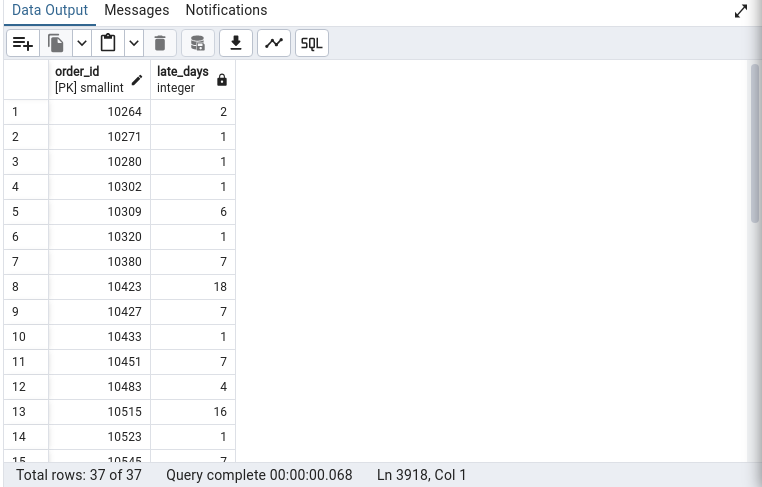 Data Output Messages Notifications
SQL
order_id late_days
[PK] smallint integer
1 10264 2
2 10271 1
3 10280 1
4 10302 1
5 10309 6
6 10320 1
7 10380 7
8 10423 18
9 10427 7
10 10433 1
11 10451 7
12 10483 4
13 10515 16
14 10523 1
15 10545 7
Total rows: 37 of 37 Query complete 00:00:00.068 Ln 3918, Col 1